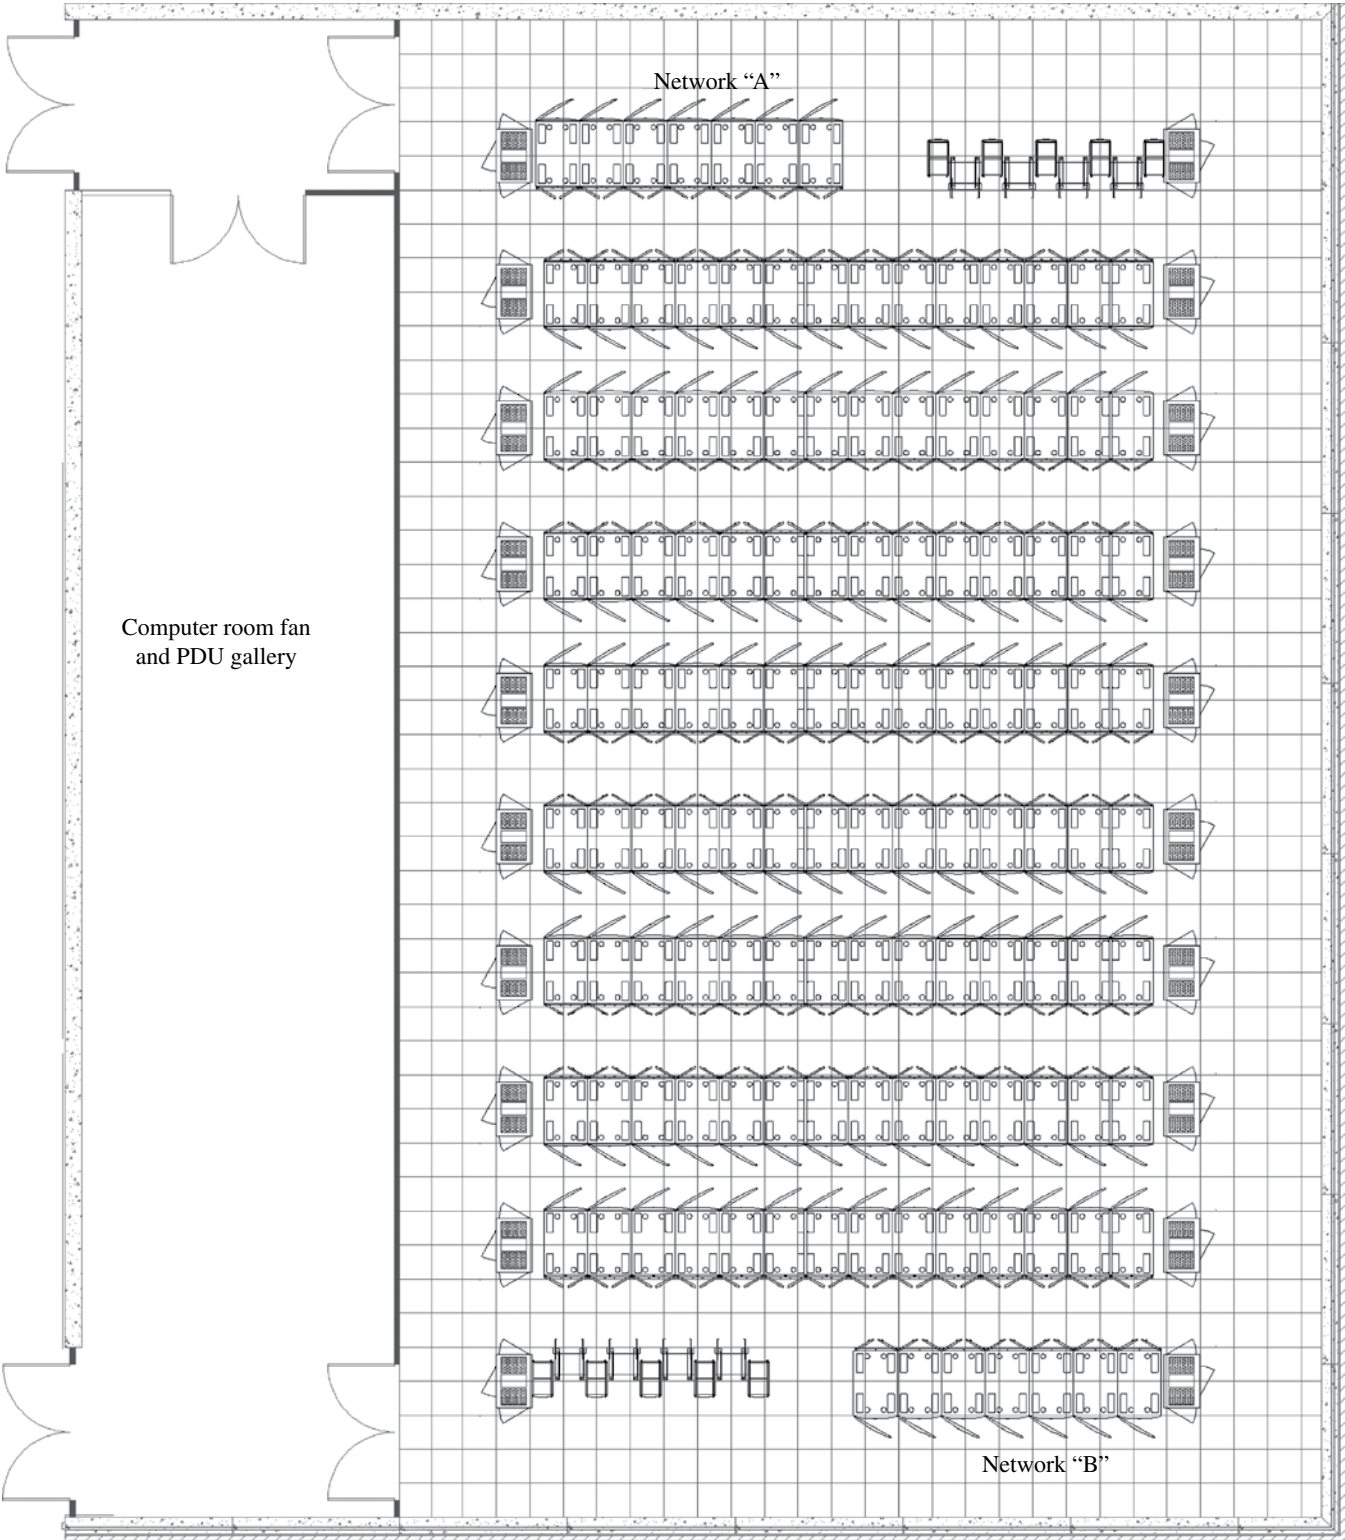 Network “A”
Computer room fan
and PDU gallery
Network “B”